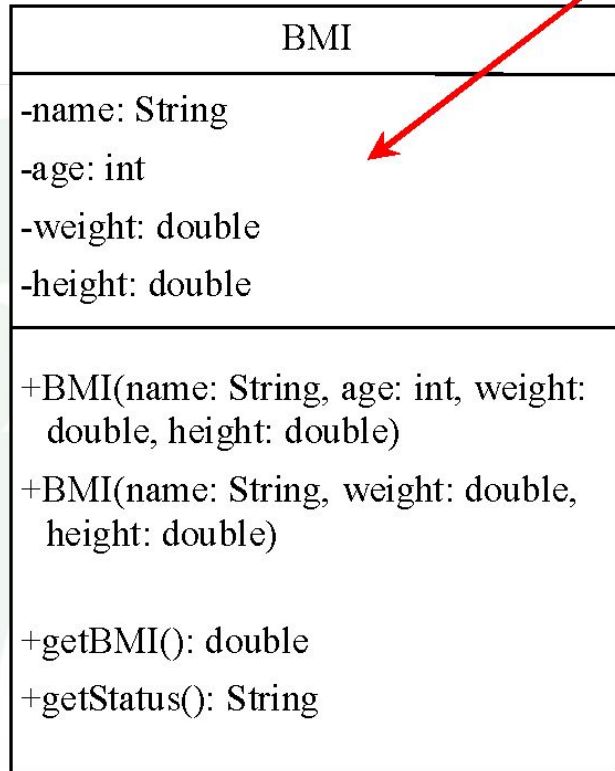 BMI
-name: String
-age: int
-weight: double
-height: double
+BMI(name: String, age: int, weight:
double, height: double)
+BMI(name: String, weight: double,
height: double)
+getBMI(): double
+getStatus(): String